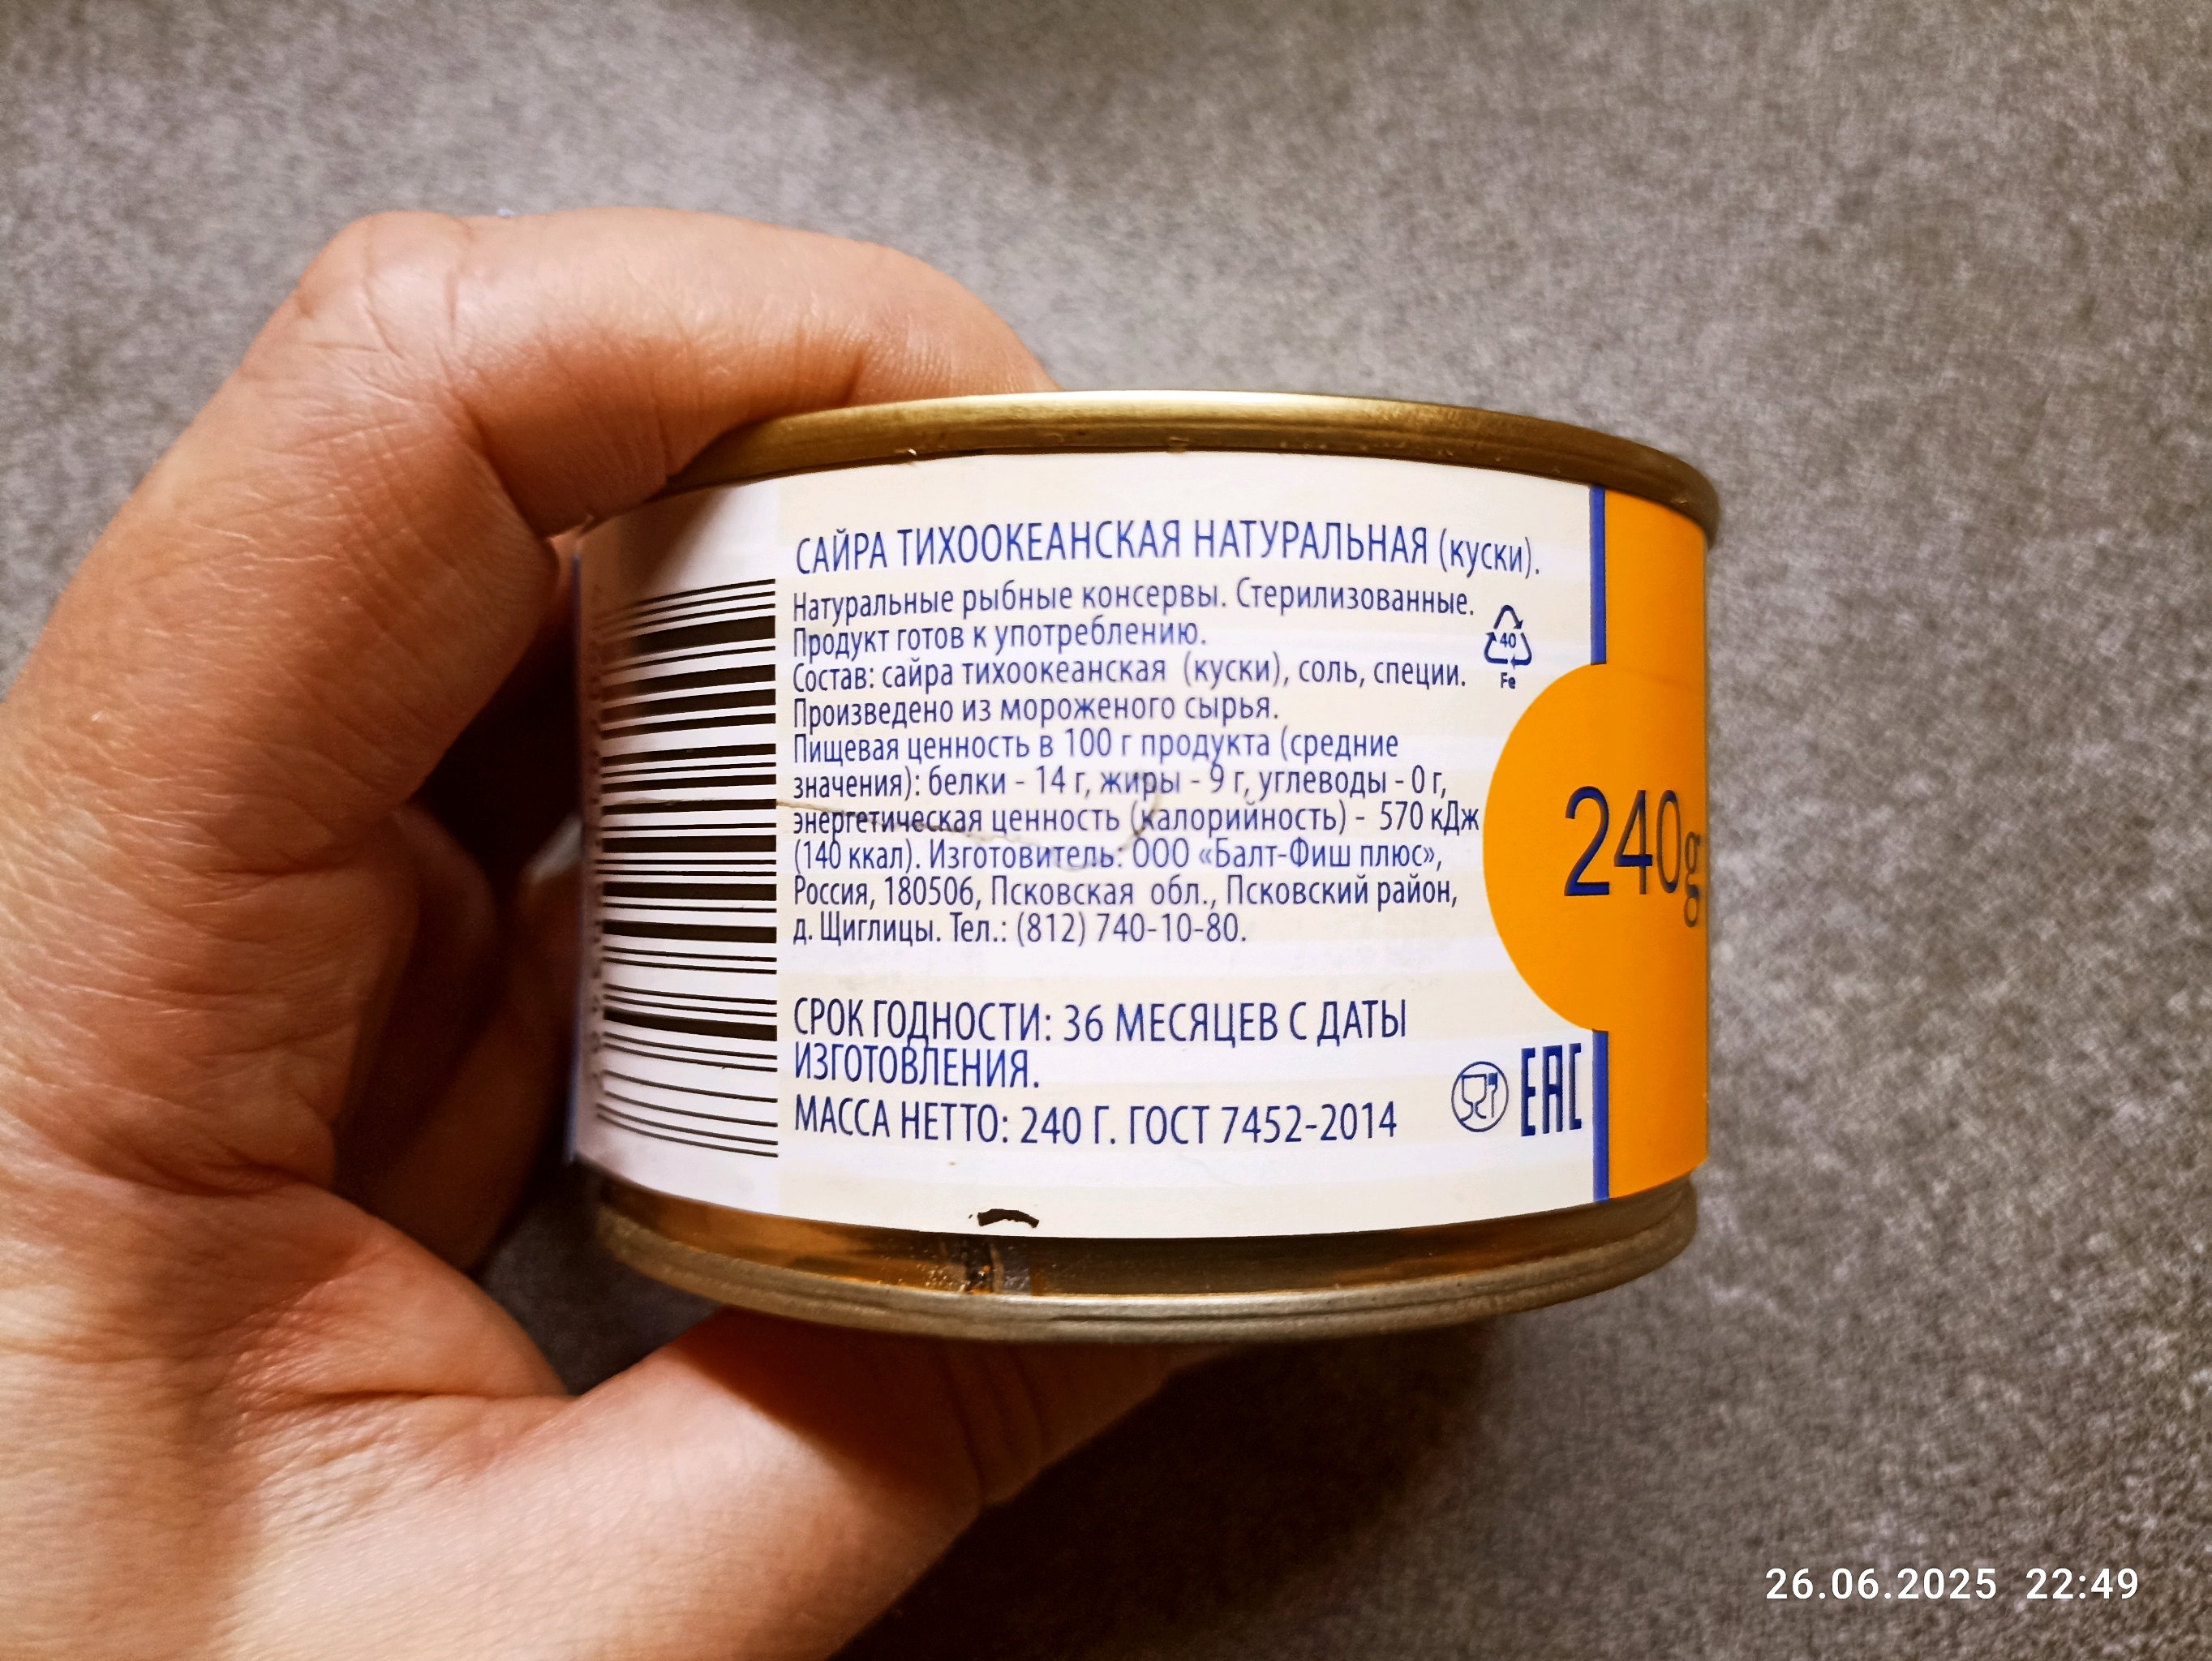 САЙРА ТИХООКЕАНСКАЯ НАТУРАЛЬНАЯ (куски).
Натуральные рыбные консервы. Стерилизованные.
Продукт готов к употреблению.
Состав: сайра тихоокеанская (куски), соль, специи.
Произведено из мороженого сырья.
Пищевая ценность в 100 г продукта (средние
значения): белки - 14 г, жиры - 9 г, углеводы - 0 г,
энергетическая ценность (калорийность) - 570 кДж
(140 ккал). Изготовитель: ООО «Балт-Фиш плюс»,
Россия, 180506, Псковская обл., Псковский район,
д. Щиглицы. Тел.: (812) 740-10-80.
40
Fe
240g
СРОК ГОДНОСТИ: 36 МЕСЯЦЕВ С ДАТЫ
ИЗГОТОВЛЕНИЯ.
МАССА НЕТТО: 240 Г. ГОСТ 7452-2014
EAC
26.06.2025 22:49